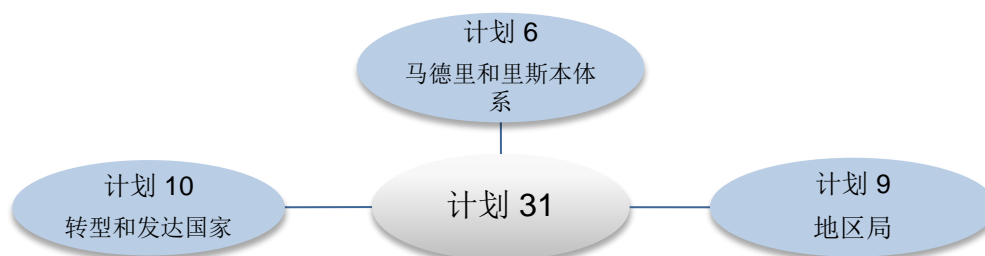 计划 6
马德里和里斯本体
系
计划 10
转型和发达国家
计划 31
计划 9
地区局